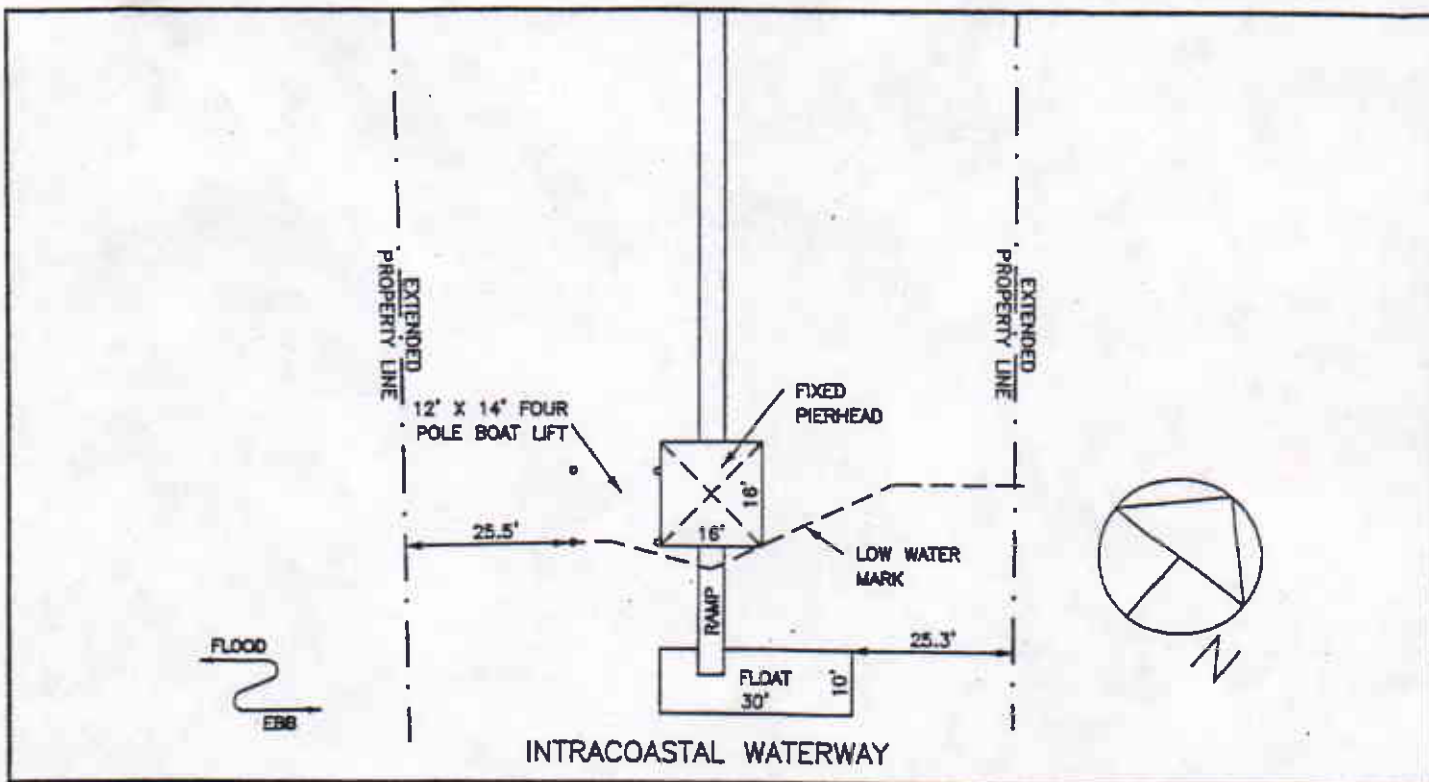 EXTENDED
PROPERTY LINE
EXTENDED
PROPERTY LINE
12' X 14' FOUR
POLE BOAT LIFT
FIXED
PIERHEAD
16'
16'
25.5'
LOW WATER
MARK
RAMP
25.3'
FLOOD
EBB
FLOAT
30'
10'
N
INTRACOASTAL WATERWAY